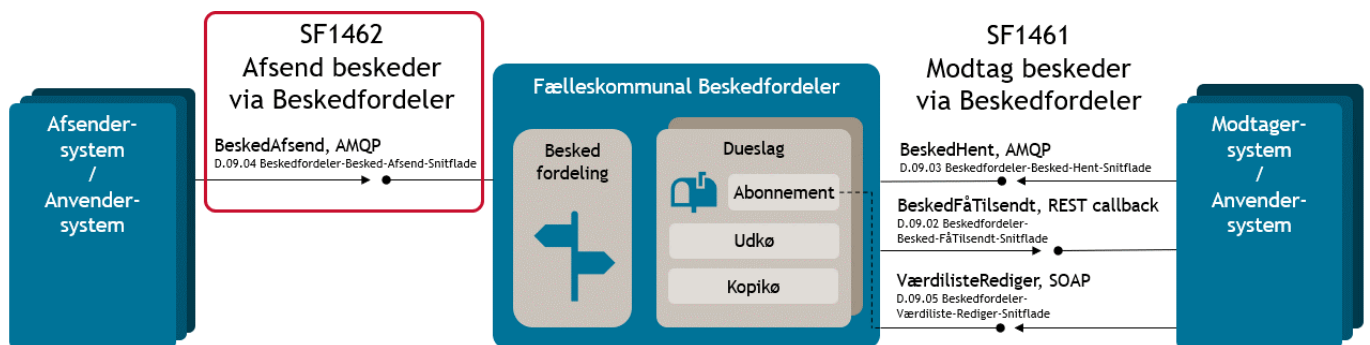 SF1462
Afsend beskeder
via Beskedfordeler
BeskedAfsend, AMQP
D.09.04 Beskedfordeler-Besked-Afsend-Snitflade
Afsender-
system
/
Anvender-
system
Fælleskommunal Beskedfordeler
Besked
fordeling
Dueslag
Abonnement
Udkø
Kopikø
SF1461
Modtag beskeder
via Beskedfordeler
BeskedHent, AMQP
D.09.03 Beskedfordeler-Besked-Hent-Snitflade
BeskedFåTilsendt, REST callback
D.09.02 Beskedfordeler-
Besked-FåTilsendt-Snitflade
VærdilisteRediger, SOAP
D.09.05 Beskedfordeler-
Værdiliste-Rediger-Snitflade
Modtager-
system
/
Anvender-
system